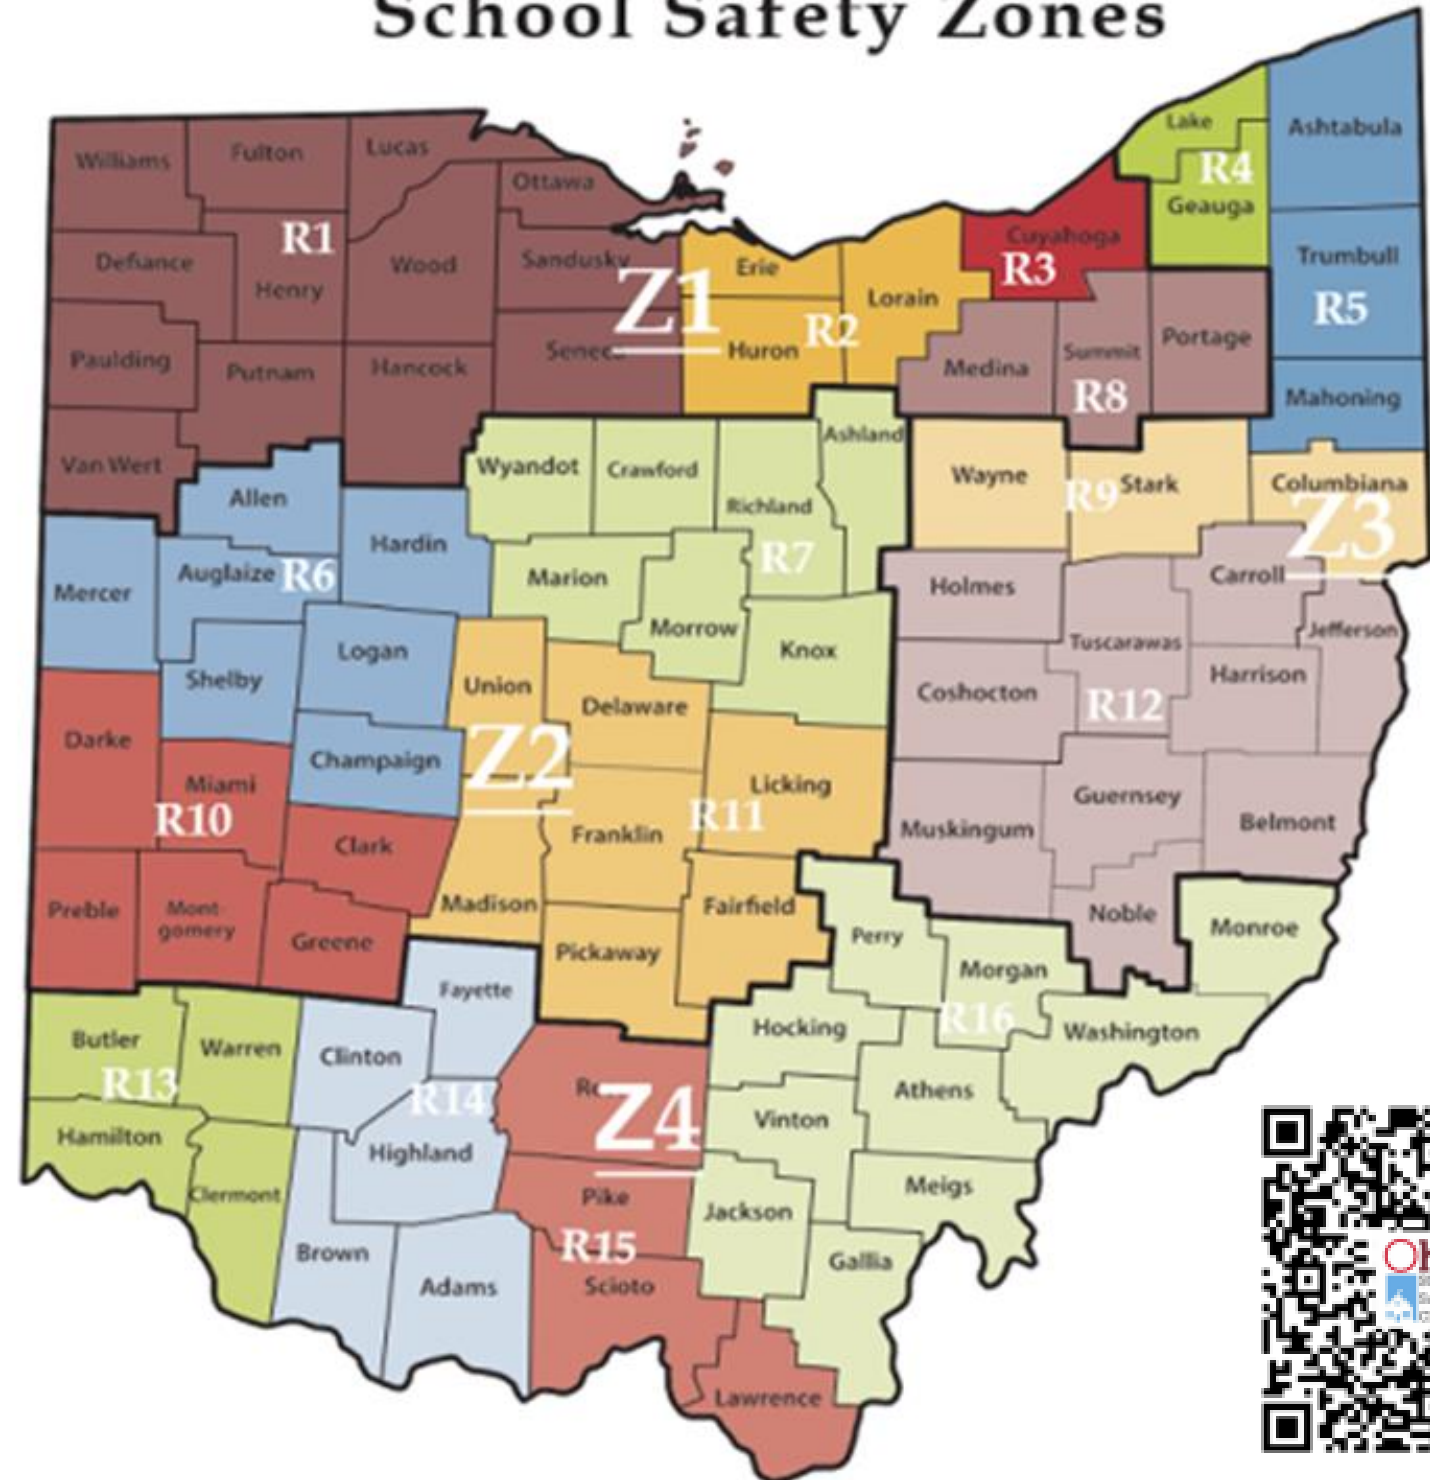 School Safety Zones
Lake
Ashtabula
Williams
Fulton
Lucas
R4
Ottawa
Geauga
R1
Cuyahoga
Defiance
Wood
Sandusky
Erie
R3
Trumbull
Henry
Z1
Lorain
R5
R2
Portage
Paulding
Putnam
Hancock
Huron
Medina
Summit
R8
Mahoning
Ashland
Van Wert
Wyandot
Crawford
Wayne
R9
Stark
Columbiana
Allen
Richland
Z3
Hardin
R7
Mercer
Auglaize
R6
Marion
Holmes
Carroll
Logan
Morrow
Knox
Tuscarawas
Jefferson
Shelby
Union
Delaware
Coshocton
R12
Harrison
Darke
Champaign
Z2
Miami
Licking
Guernsey
R10
R11
Clark
Franklin
Muskingum
Belmont
Preble
Mont-
gomery
Madison
Fairfield
Noble
Monroe
Greene
Pickaway
Perry
Morgan
Fayette
R16
Butler
Warren
Clinton
Hocking
Washington
R13
R14
Z4
Athens
Hamilton
Highland
Vinton
Clermont
Pike
Jackson
Meigs
Brown
R15
Gallia
Adams
Scioto
Lawrence